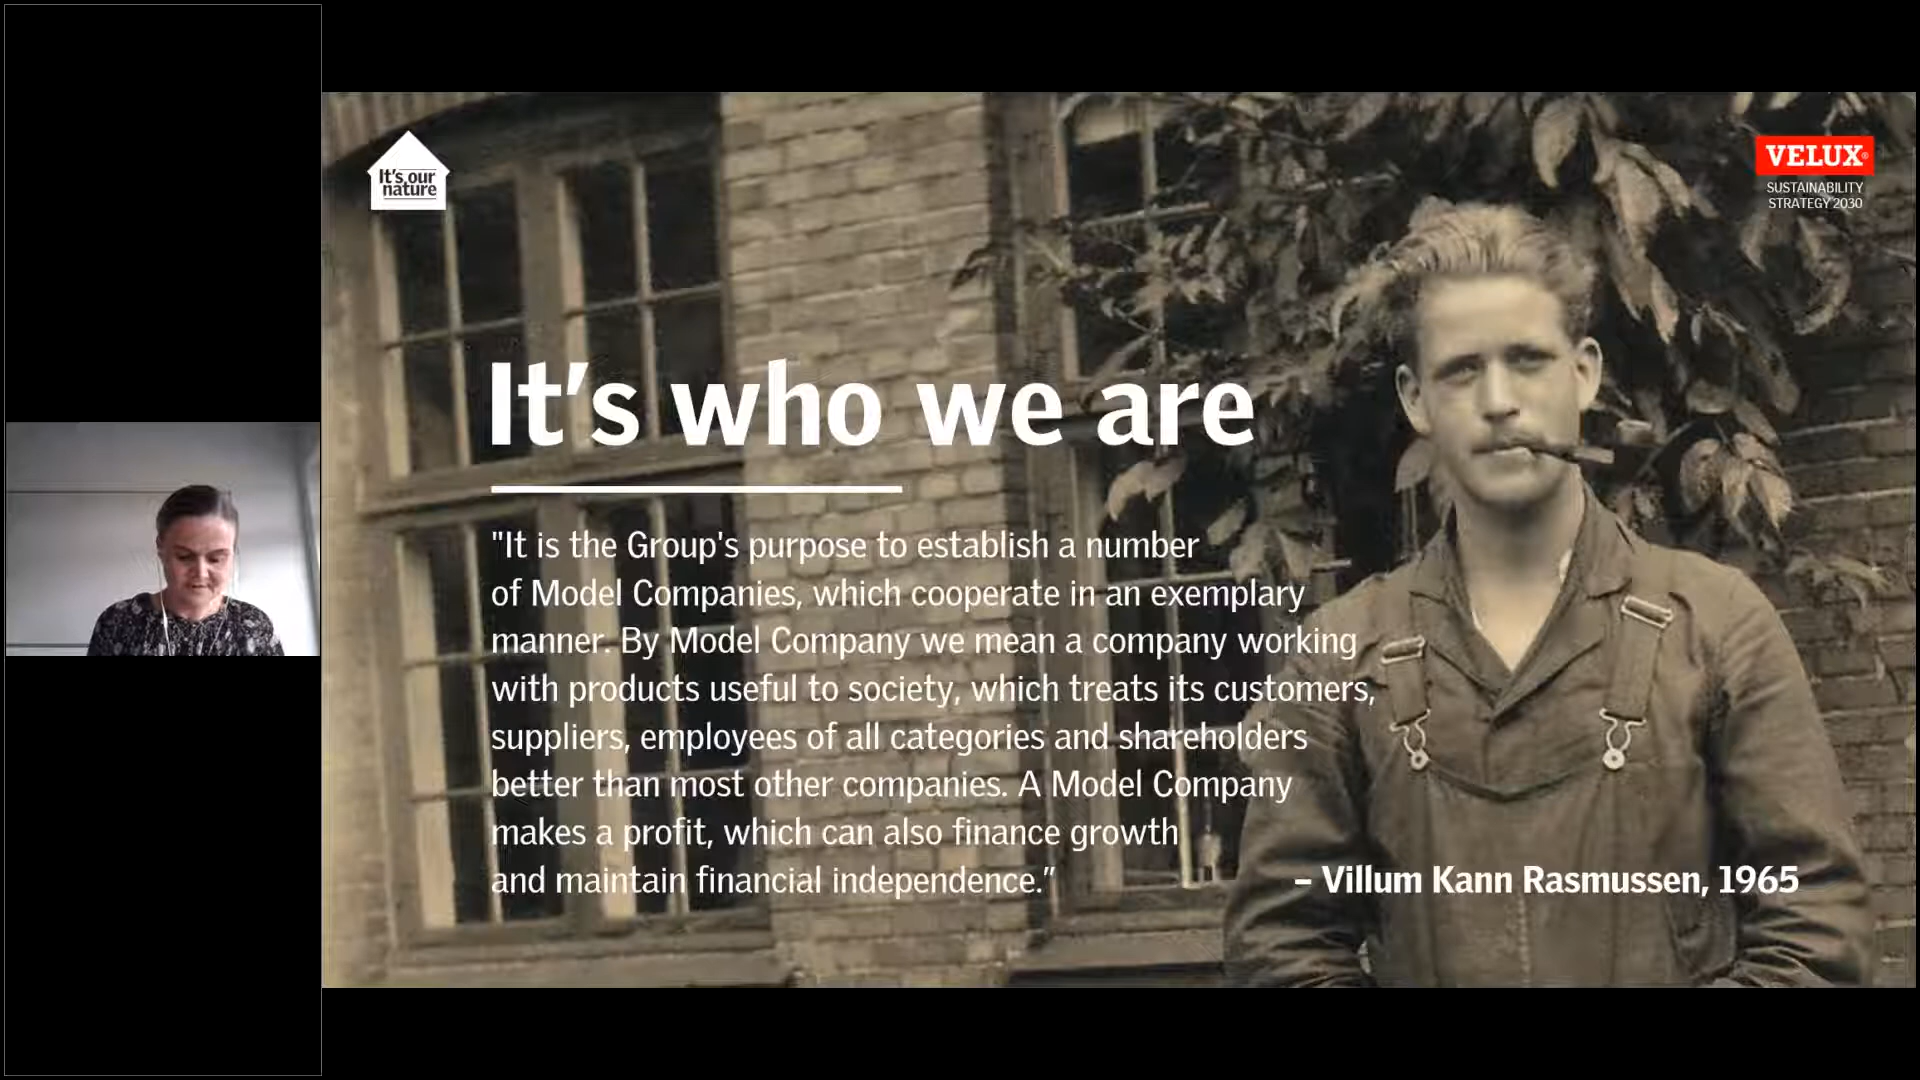 It's our
nature
VELUX®
SUSTAINABILITY
STRATEGY 2030
It's who we are
"It is the Group's purpose to establish a number
of Model Companies, which cooperate in an exemplary
manner. By Model Company we mean a company working
with products useful to society, which treats its customers,
suppliers, employees of all categories and shareholders
better than most other companies. A Model Company
makes a profit, which can also finance growth
and maintain financial independence.”
– Villum Kann Rasmussen, 1965